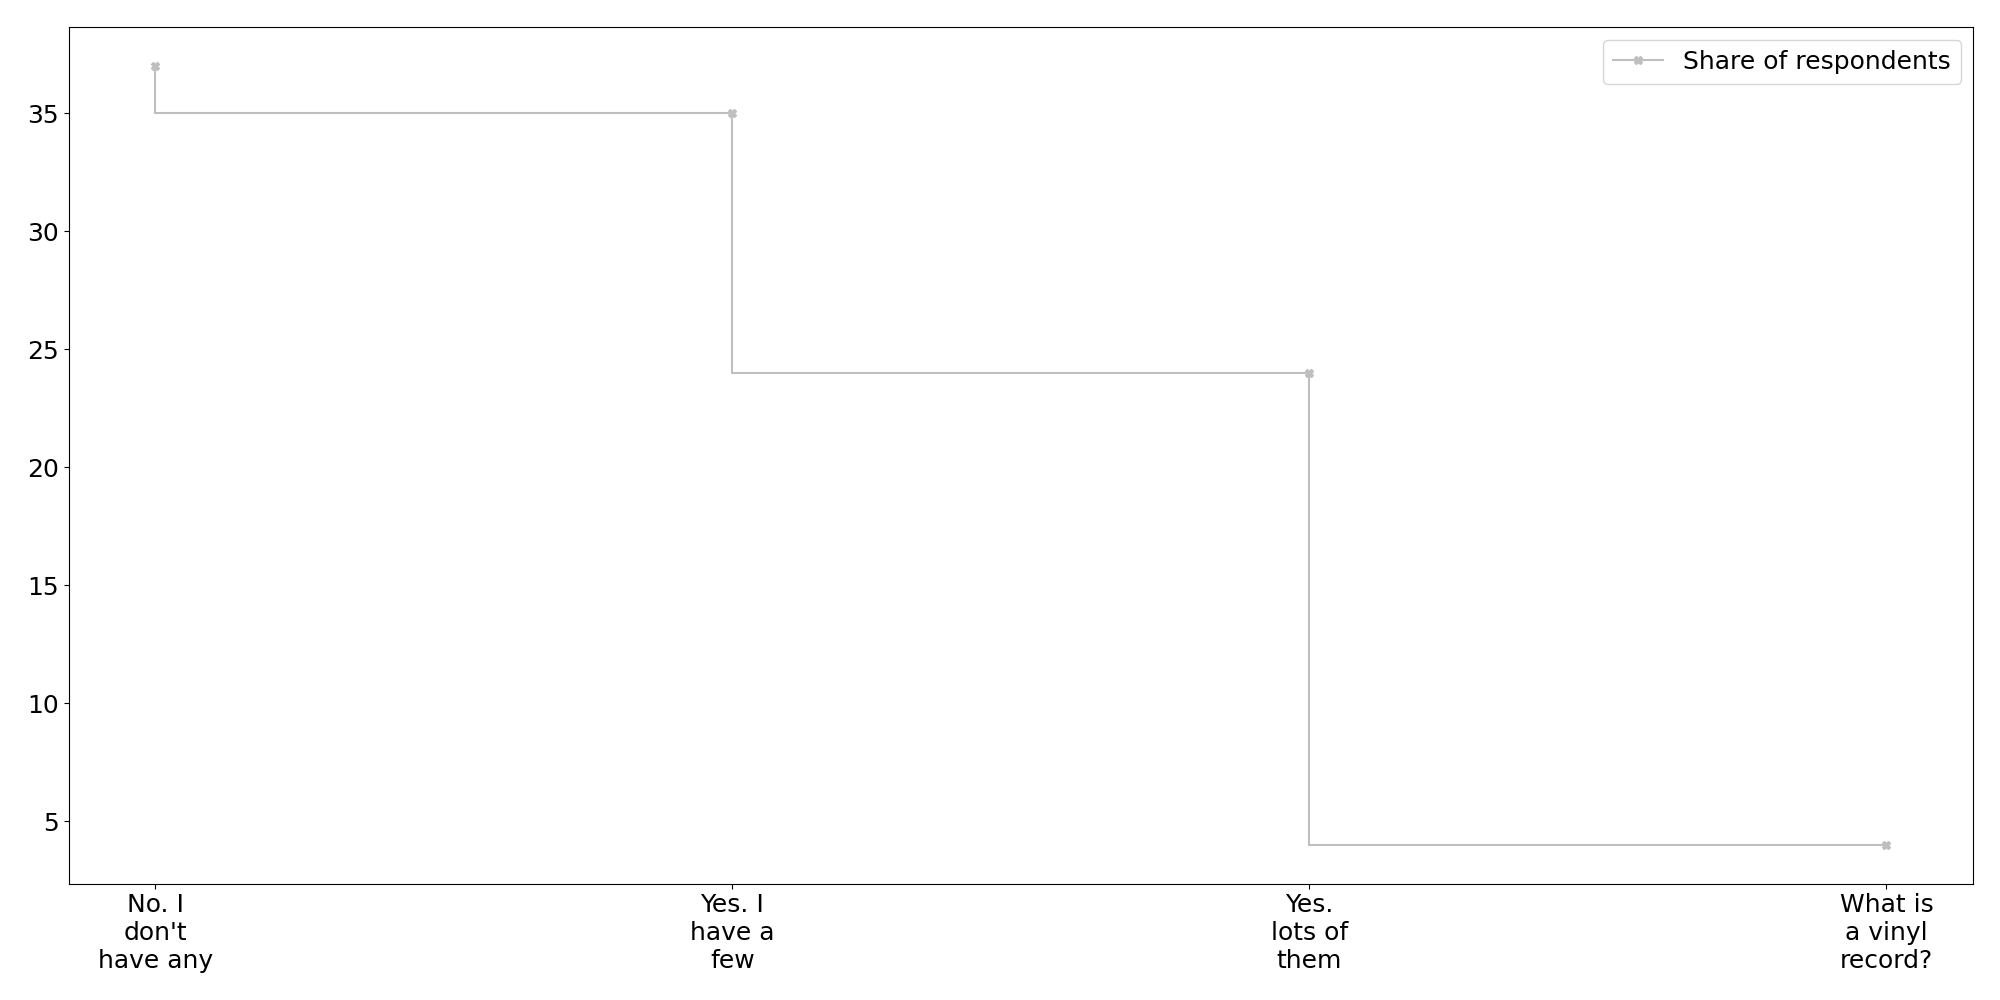 Share of respondents
35
30
25
20
15
10
5
No. I
don't
have any
Yes. I
have a
few
Yes.
lots of
them
What is
a vinyl
record?